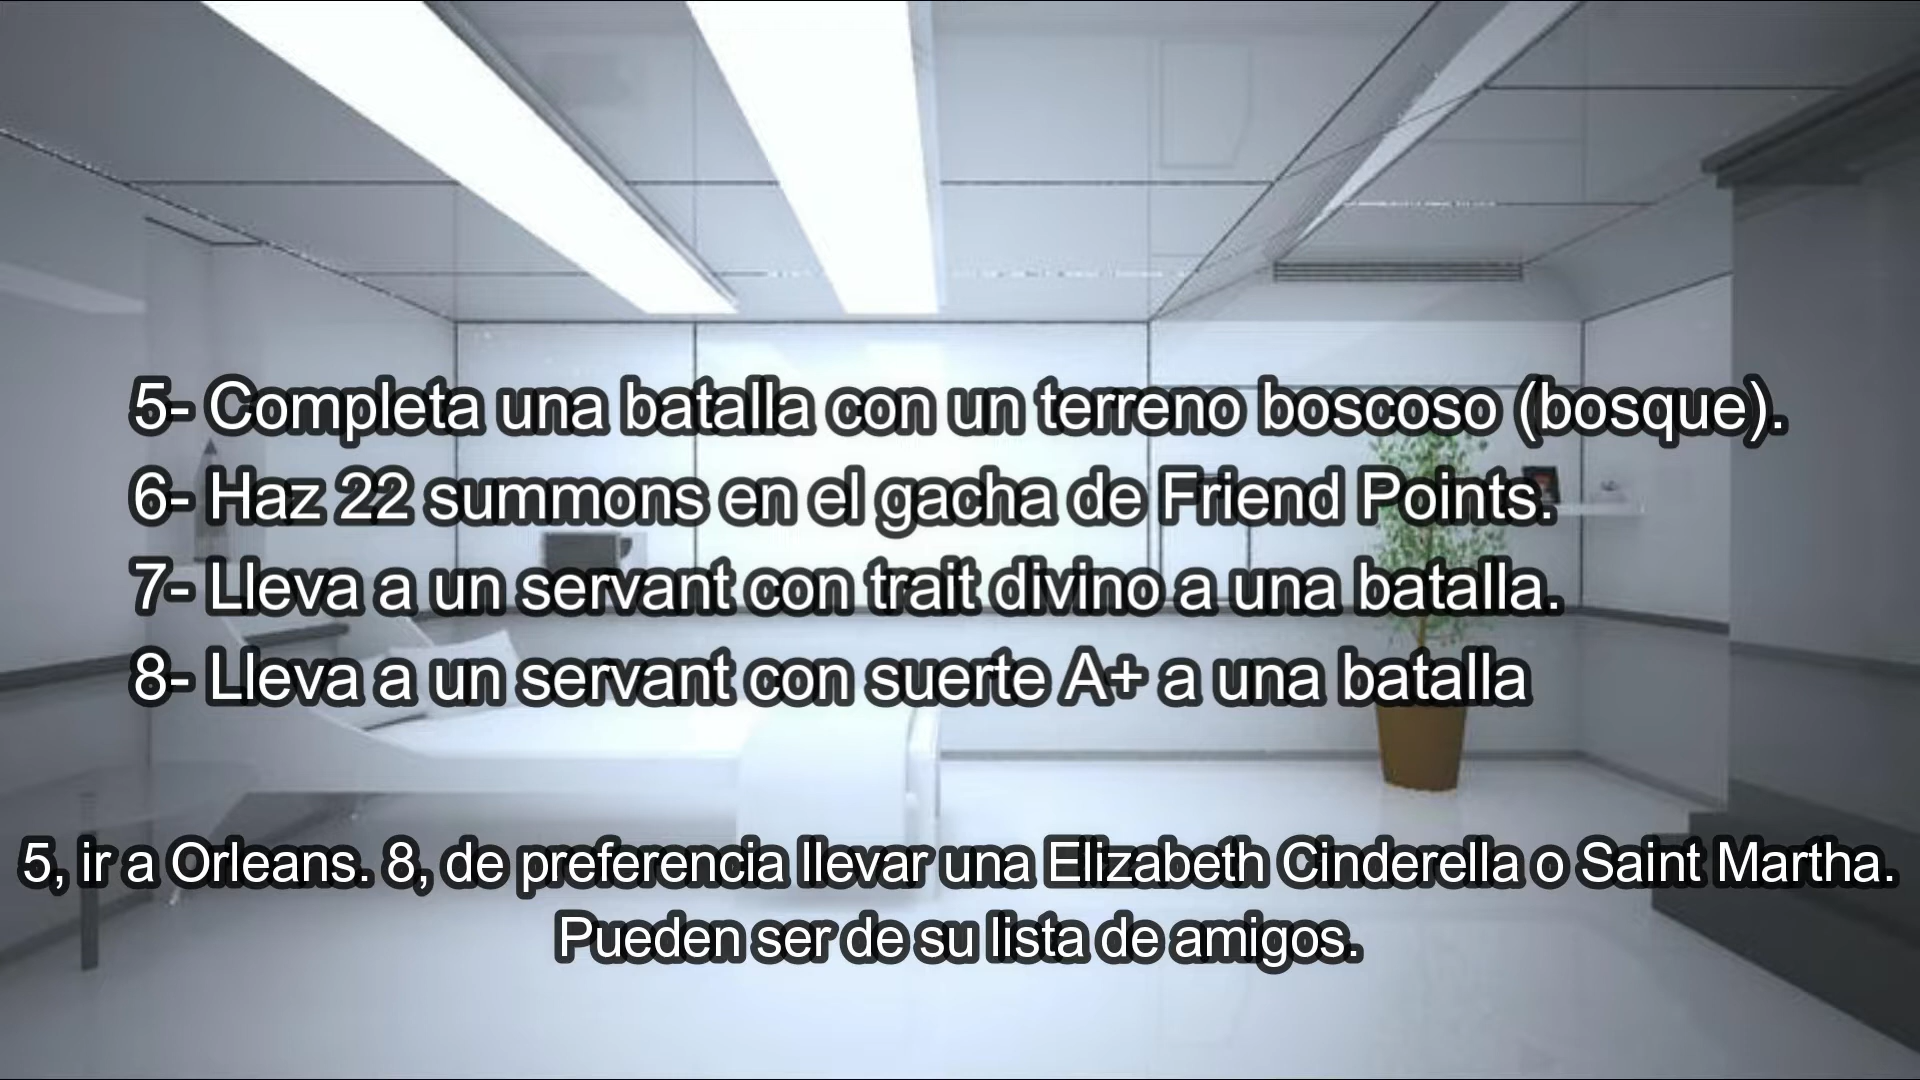 5- Completa una batalla con un terreno boscoso (bosque).
6- Haz 22 summons en el gacha de Friend Points.
7- Lleva a un servant con trait divino a una batalla.
8- Lleva a un servant con suerte A+ a una batalla
5, ir a Orleans. 8, de preferencia llevar una Elizabeth Cinderella o Saint Martha.
Pueden ser de su lista de amigos.